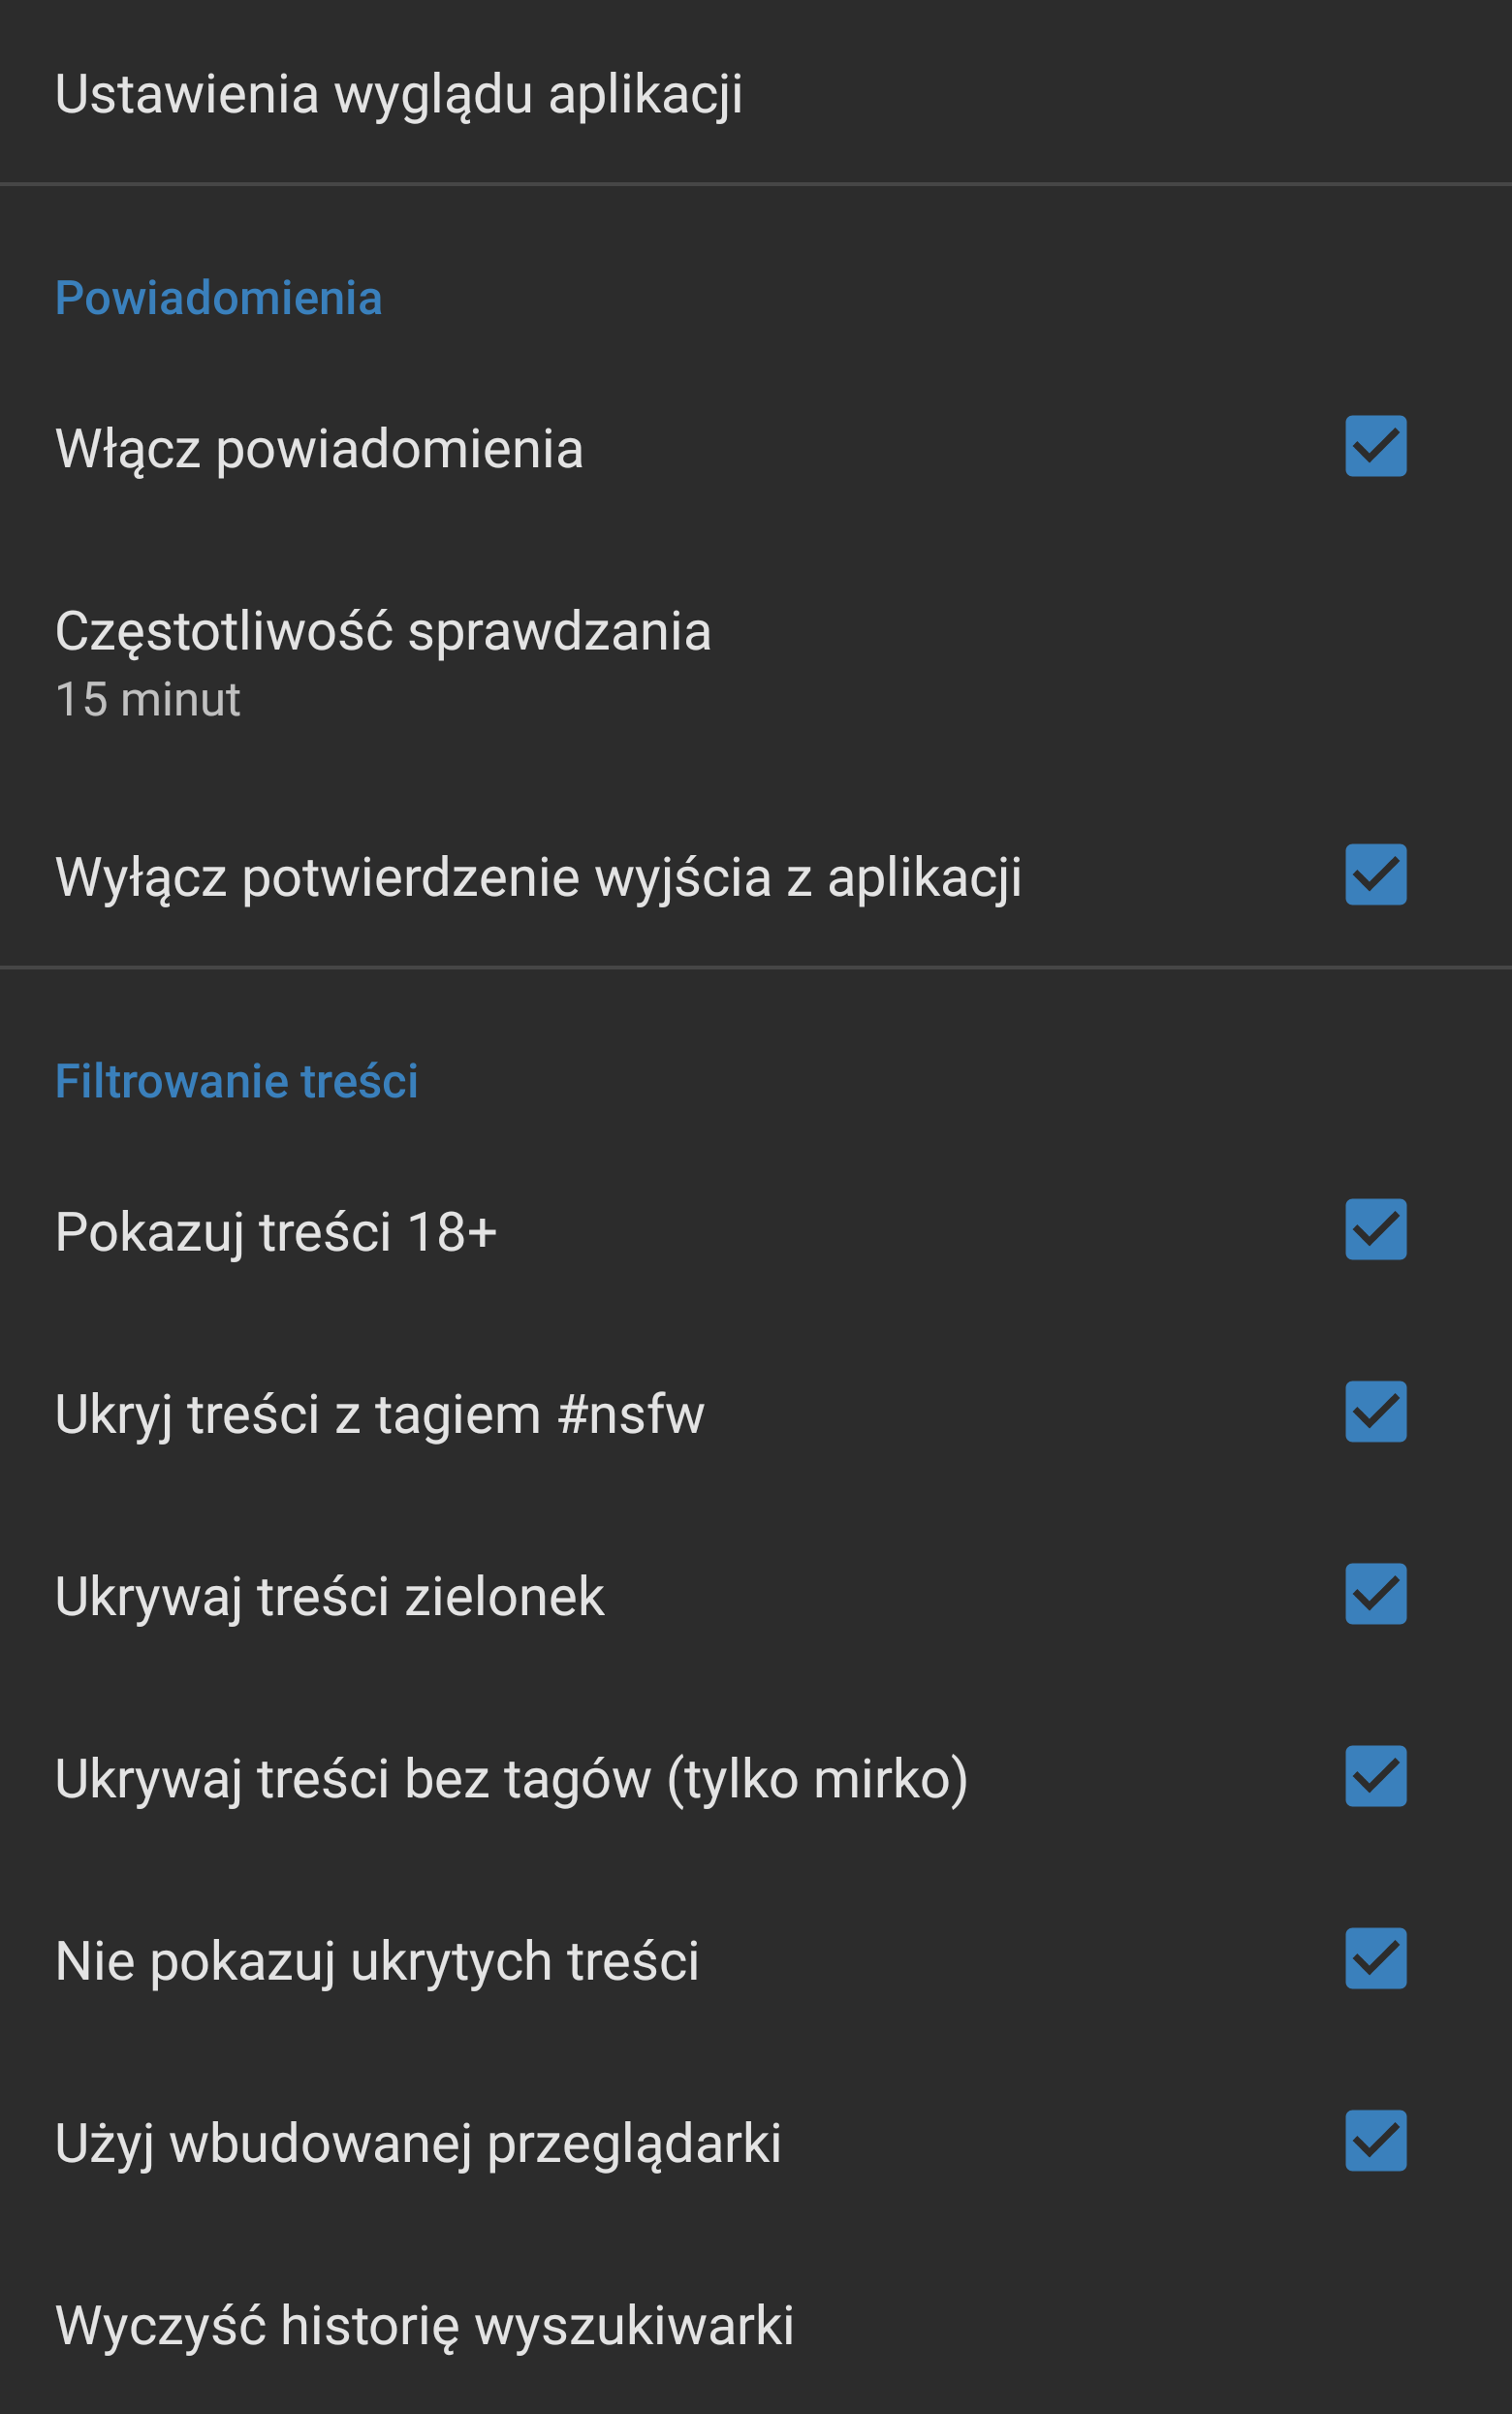 Ustawienia wyglądu aplikacji
Powiadomienia
Włącz powiadomienia
Częstotliwość sprawdzania
15 minut
Wyłącz potwierdzenie wyjścia z aplikacji
Filtrowanie treści
Pokazuj treści 18+
Ukryj treści z tagiem #nsfw
Ukrywaj treści zielonek
Ukrywaj treści bez tagów (tylko mirko)
Nie pokazuj ukrytych treści
Użyj wbudowanej przeglądarki
Wyczyść historię wyszukiwarki